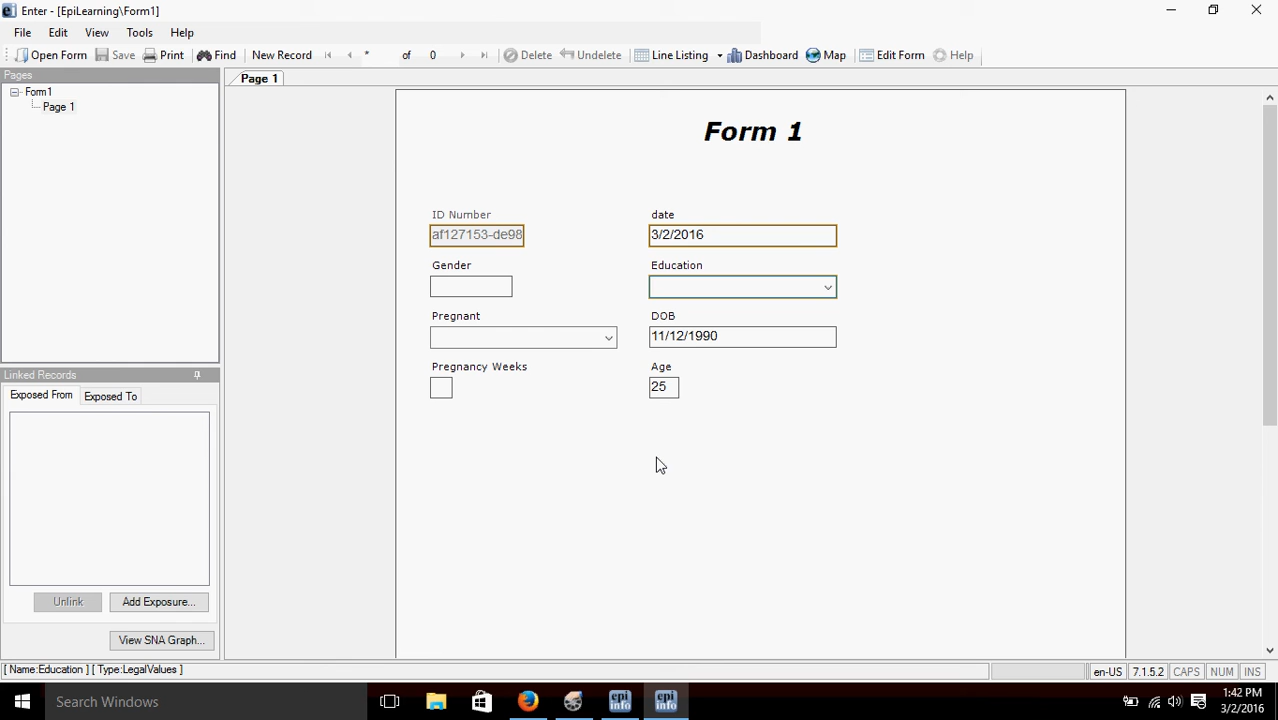 Enter - [EpiLearning\Form1]
File Edit View Tools Help
Open Form Save Print Find New Record * of 0 Delete Undelete Line Listing Dashboard Map Edit Form Help
Pages
Page 1
Form1
Page 1
Form 1
ID Number date
af127153-de98 3/2/2016
Gender Education
Pregnant DOB
11/12/1990
Pregnancy Weeks Age
25
Linked Records
Exposed From Exposed To
Unlink Add Exposure...
View SNA Graph...
[ Name:Education ] [ Type:LegalValues ] en-US 7.1.5.2 CAPS NUM INS
Search Windows
epi info
epi info
1:42 PM
3/2/2016